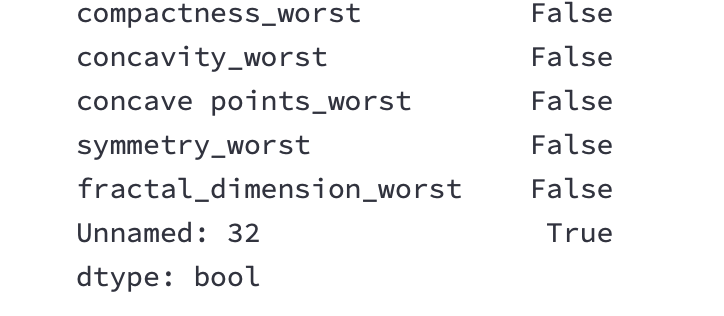 compactness_worst False
concavity_worst False
concave points_worst False
symmetry_worst False
fractal_dimension_worst False
Unnamed: 32 True
dtype: bool